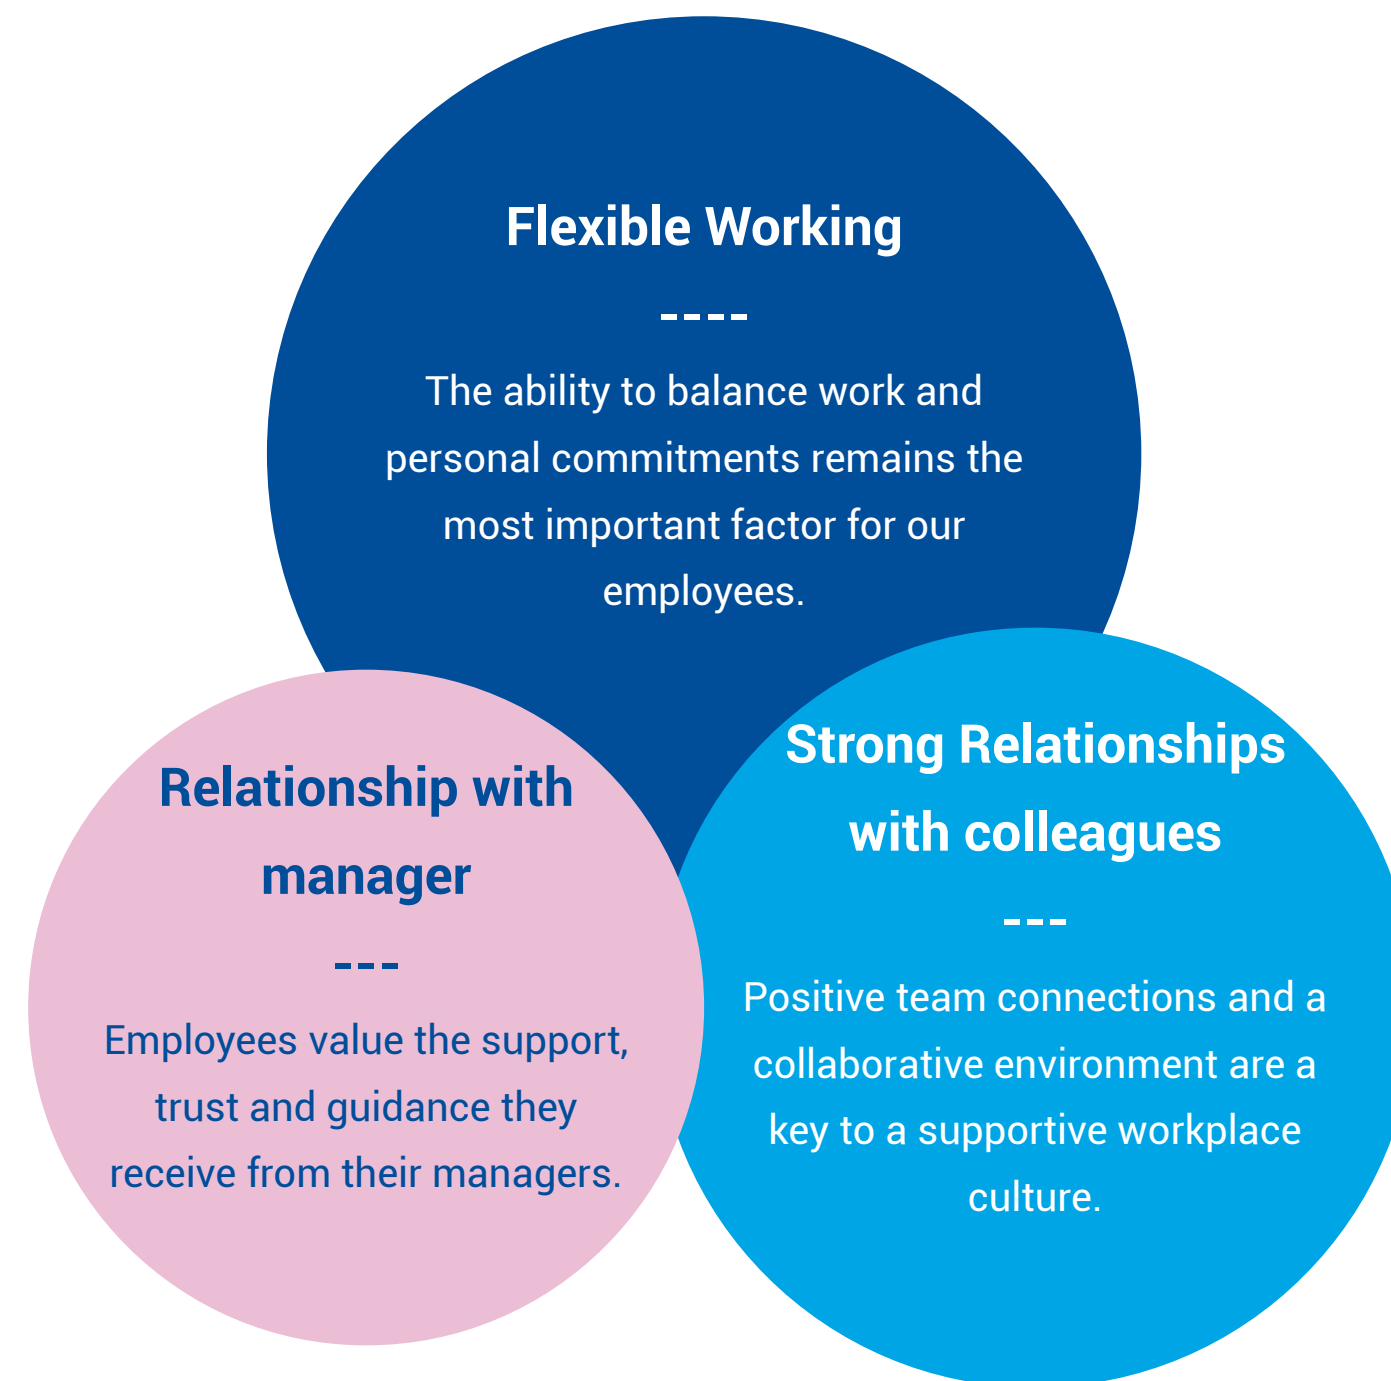 Flexible Working
----
The ability to balance work and
personal commitments remains the
most important factor for our
employees.
Relationship with
manager
---
Employees value the support,
trust and guidance they
receive from their managers.
Strong Relationships
with colleagues
---
Positive team connections and a
collaborative environment are a
key to a supportive workplace
culture.